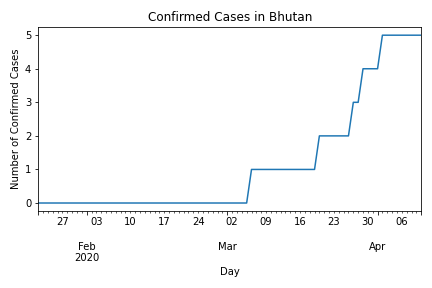 Confirmed Cases in Bhutan
Number of Confirmed Cases
5
4
3
2
1
0
27 03 10 17 24 02 09 16 23 30 06
Feb Mar Apr
2020
Day